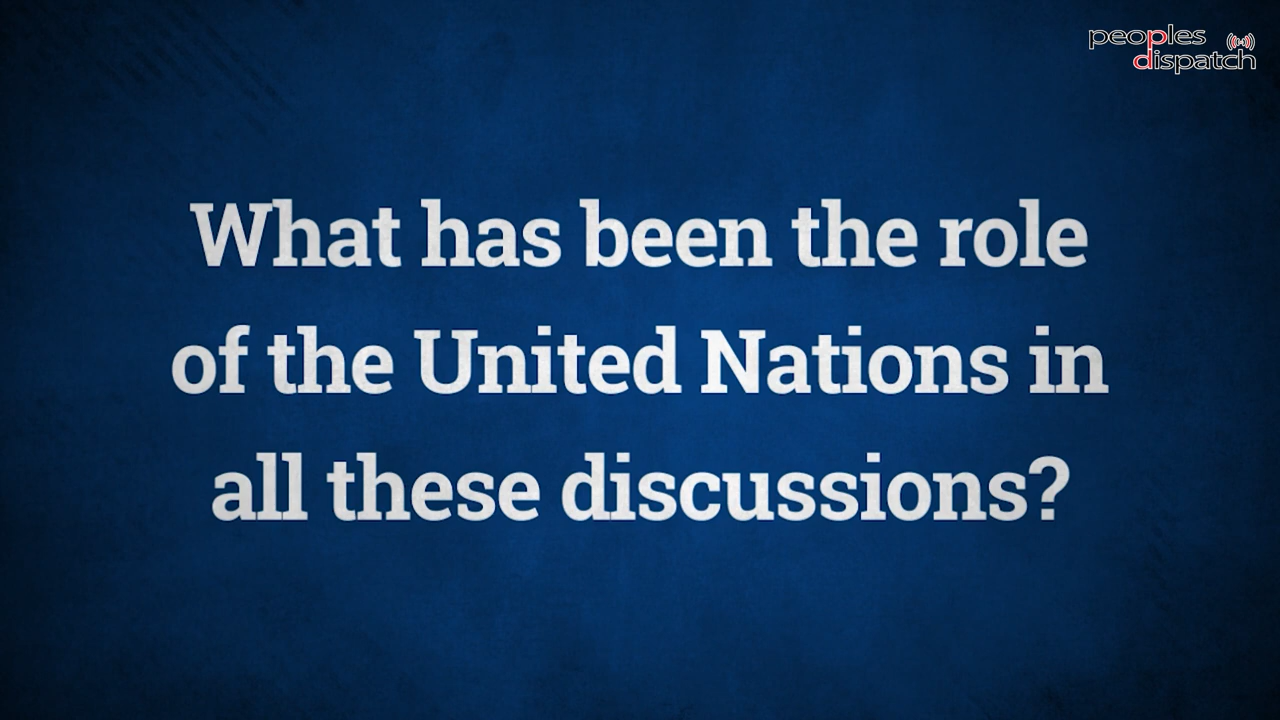 peoples
dispatch
What has been the role
of the United Nations in
all these discussions?